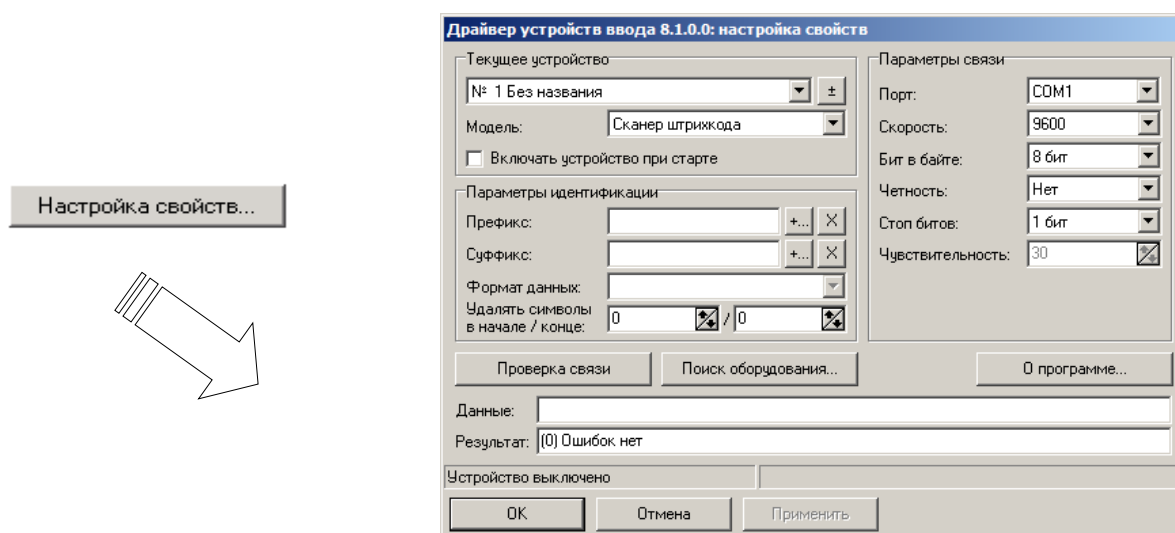 Настройка свойств...
Драйвер устройств ввода 8.1.0.0: настройка свойств
Текущее устройство
№ 1 Без названия
±
Модель: Сканер штрихкода
Включать устройство при старте
Параметры идентификации
Префикс: +... X
Суффикс: +... X
Формат данных:
Удалять символы
в начале / конце: 0 / 0
Параметры связи
Порт: COM1
Скорость: 9600
Бит в байте: 8 бит
Четность: Нет
Стоп битов: 1 бит
Чувствительность: 30
Проверка связи Поиск оборудования... О программе...
Данные:
Результат: (0) Ошибок нет
Устройство выключено
OK Отмена Применить